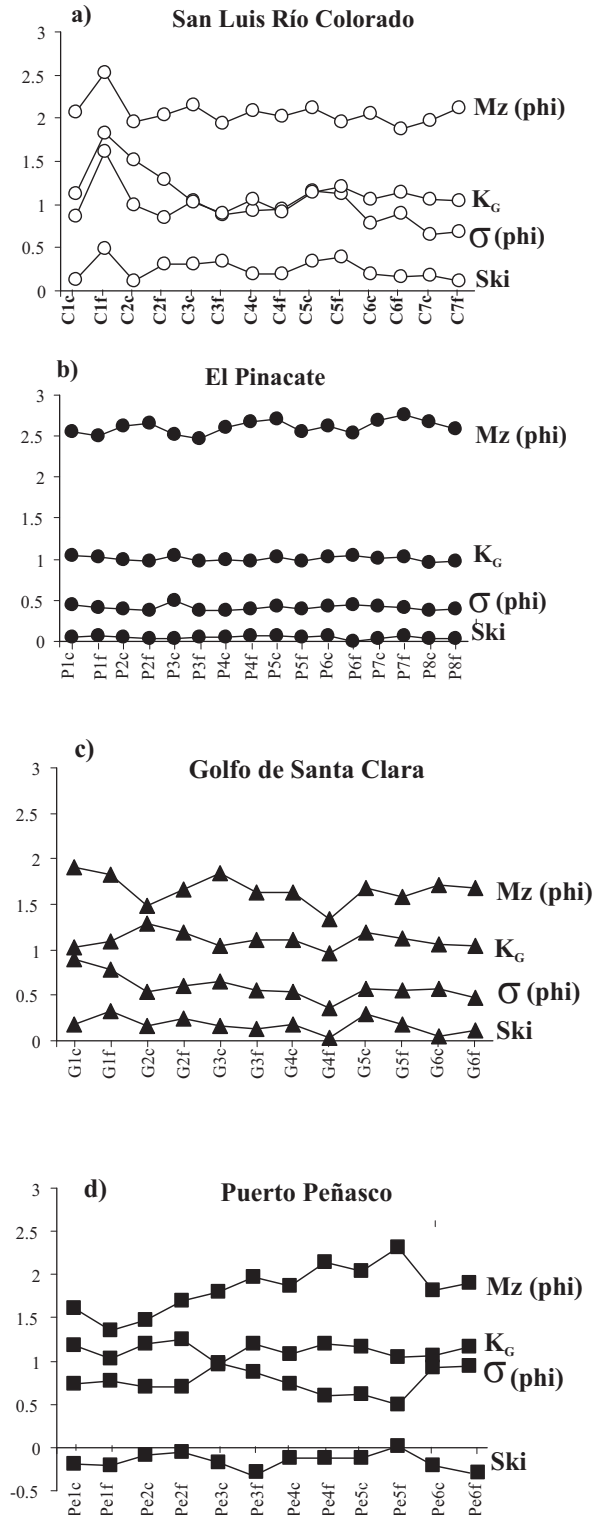 a)
San Luis Río Colorado
3
2.5
2
1.5
1
0.5
0
Mz (phi)
K_G
σ (phi)
Ski
C1c C1f C2c C2f C3c C3f C4c C4f C5c C5f C6c C6f C7c C7f
b)
El Pinacate
3
2.5
2
1.5
1
0.5
0
Mz (phi)
K_G
σ (phi)
Ski
P1c P1f P2c P2f P3c P3f P4c P4f P5c P5f P6c P6f P7c P7f P8c P8f
c)
Golfo de Santa Clara
3
2.5
2
1.5
1
0.5
0
Mz (phi)
K_G
σ (phi)
Ski
G1c G1f G2c G2f G3c G3f G4c G4f G5c G5f G6c G6f
d)
Puerto Peñasco
3
2.5
2
1.5
1
0.5
0
-0.5
Mz (phi)
K_G
σ (phi)
Ski
Pe1c Pe1f Pe2c Pe2f Pe3c Pe3f Pe4c Pe4f Pe5c Pe5f Pe6c Pe6f